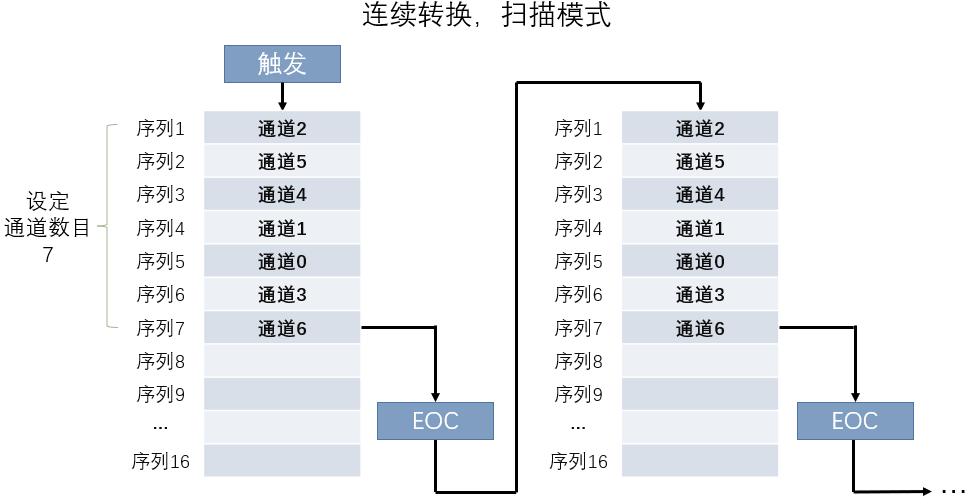 连续转换，扫描模式
触发
设定
通道数目
7
序列1 通道2
序列2 通道5
序列3 通道4
序列4 通道1
序列5 通道0
序列6 通道3
序列7 通道6
序列8
序列9
...
序列16
EOC
序列1 通道2
序列2 通道5
序列3 通道4
序列4 通道1
序列5 通道0
序列6 通道3
序列7 通道6
序列8
序列9
...
序列16
EOC
...